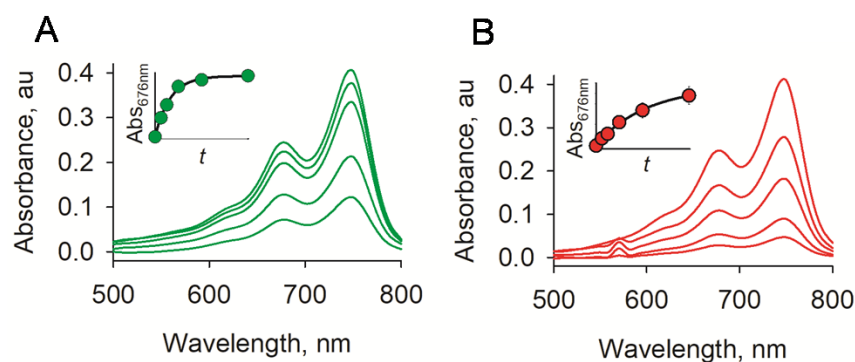 A
B
0.4
0.3
0.2
0.1
0.0
Absorbance, au
Abs676nm
t
500 600 700 800
Wavelength, nm
0.4
0.3
0.2
0.1
0.0
Absorbance, au
Abs676nm
t
500 600 700 800
Wavelength, nm